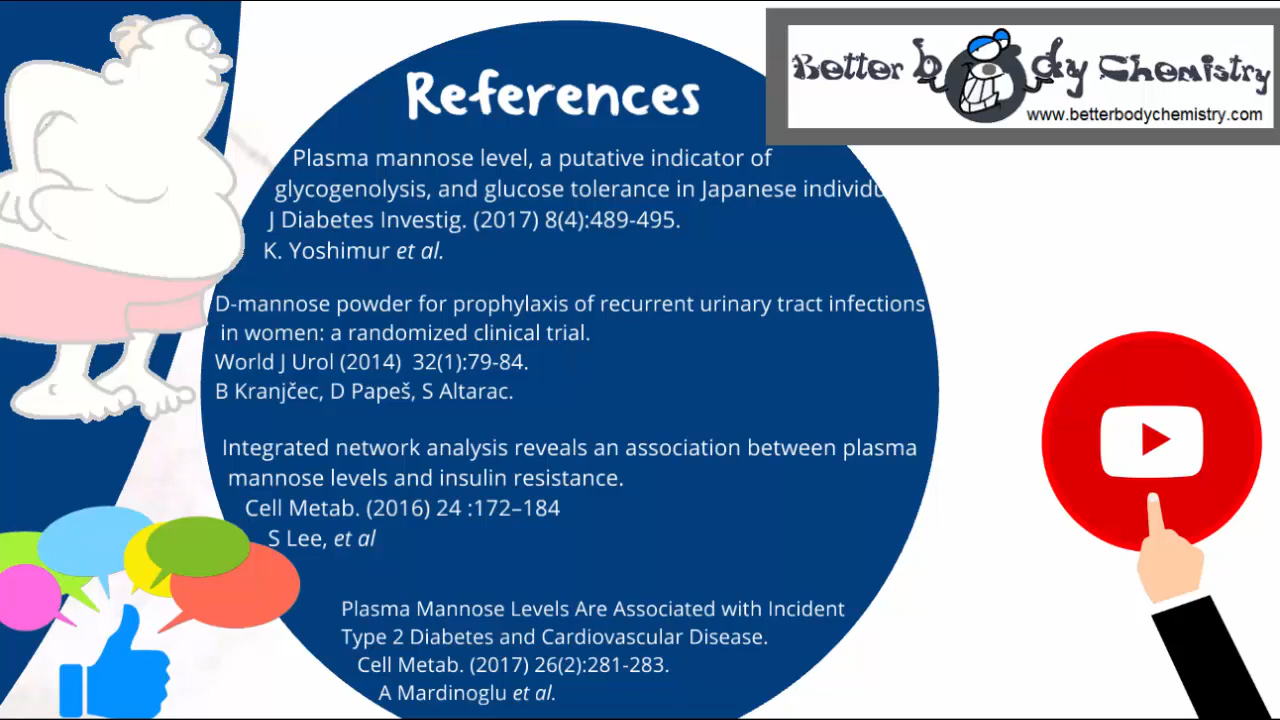 References
Better body Chemistry
www.betterbodychemistry.com
Plasma mannose level, a putative indicator of
glycogenolysis, and glucose tolerance in Japanese
J Diabetes Investig. (2017) 8(4):489-495.
K. Yoshimur et al.
D-mannose powder for prophylaxis of recurrent urinary tract infections
in women: a randomized clinical trial.
World J Urol (2014) 32(1):79-84.
B Kranjčec, D Papeš, S Altarac.
Integrated network analysis reveals an association between plasma
mannose levels and insulin resistance.
Cell Metab. (2016) 24 :172–184
S Lee, et al
Plasma Mannose Levels Are Associated with Incident
Type 2 Diabetes and Cardiovascular Disease.
Cell Metab. (2017) 26(2):281-283.
A Mardinoglu et al.